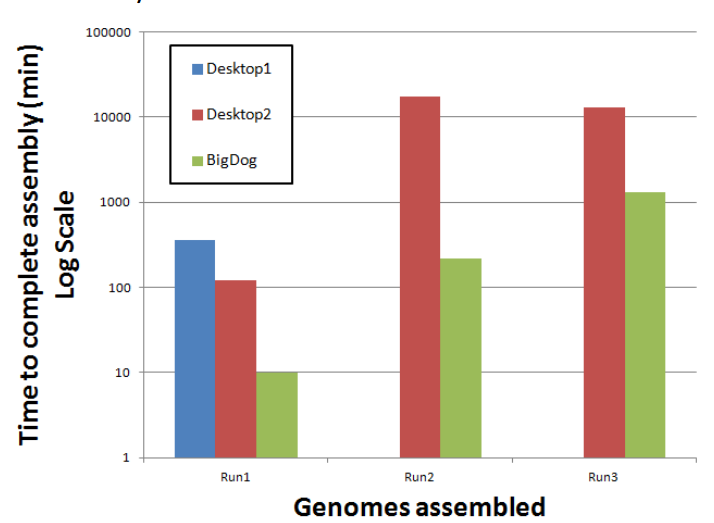 100000
10000
1000
100
10
1
Time to complete assembly (min)
Log Scale
Desktop1
Desktop2
BigDog
Run1 Run2 Run3
Genomes assembled